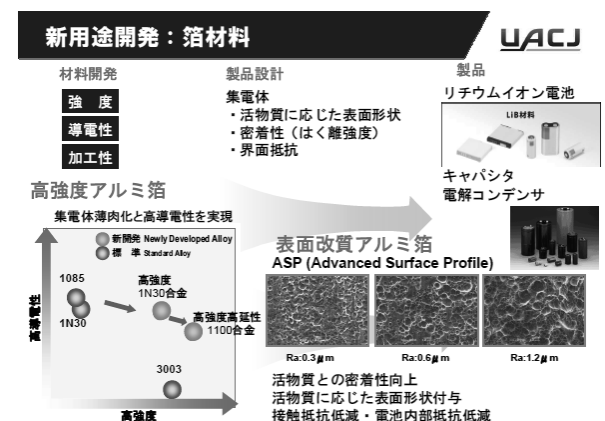 新用途開発：箔材料
UACJ
材料開発
強 度
導電性
加工性
製品設計
集電体
・活物質に応じた表面形状
・密着性（はく離強度）
・界面抵抗
製品
リチウムイオン電池
LiB材料
キャパシタ
電解コンデンサ
高強度アルミ箔
集電体薄肉化と高導電性を実現
新開発 Newly Developed Alloy
標 準 Standard Alloy
高導電性
1085
1N30
高強度
1N30合金
高強度高延性
1100合金
3003
高強度
表面改質アルミ箔
ASP (Advanced Surface Profile)
Ra:0.3μm
Ra:0.6μm
Ra:1.2μm
活物質との密着性向上
活物質に応じた表面形状付与
接触抵抗低減・電池内部抵抗低減